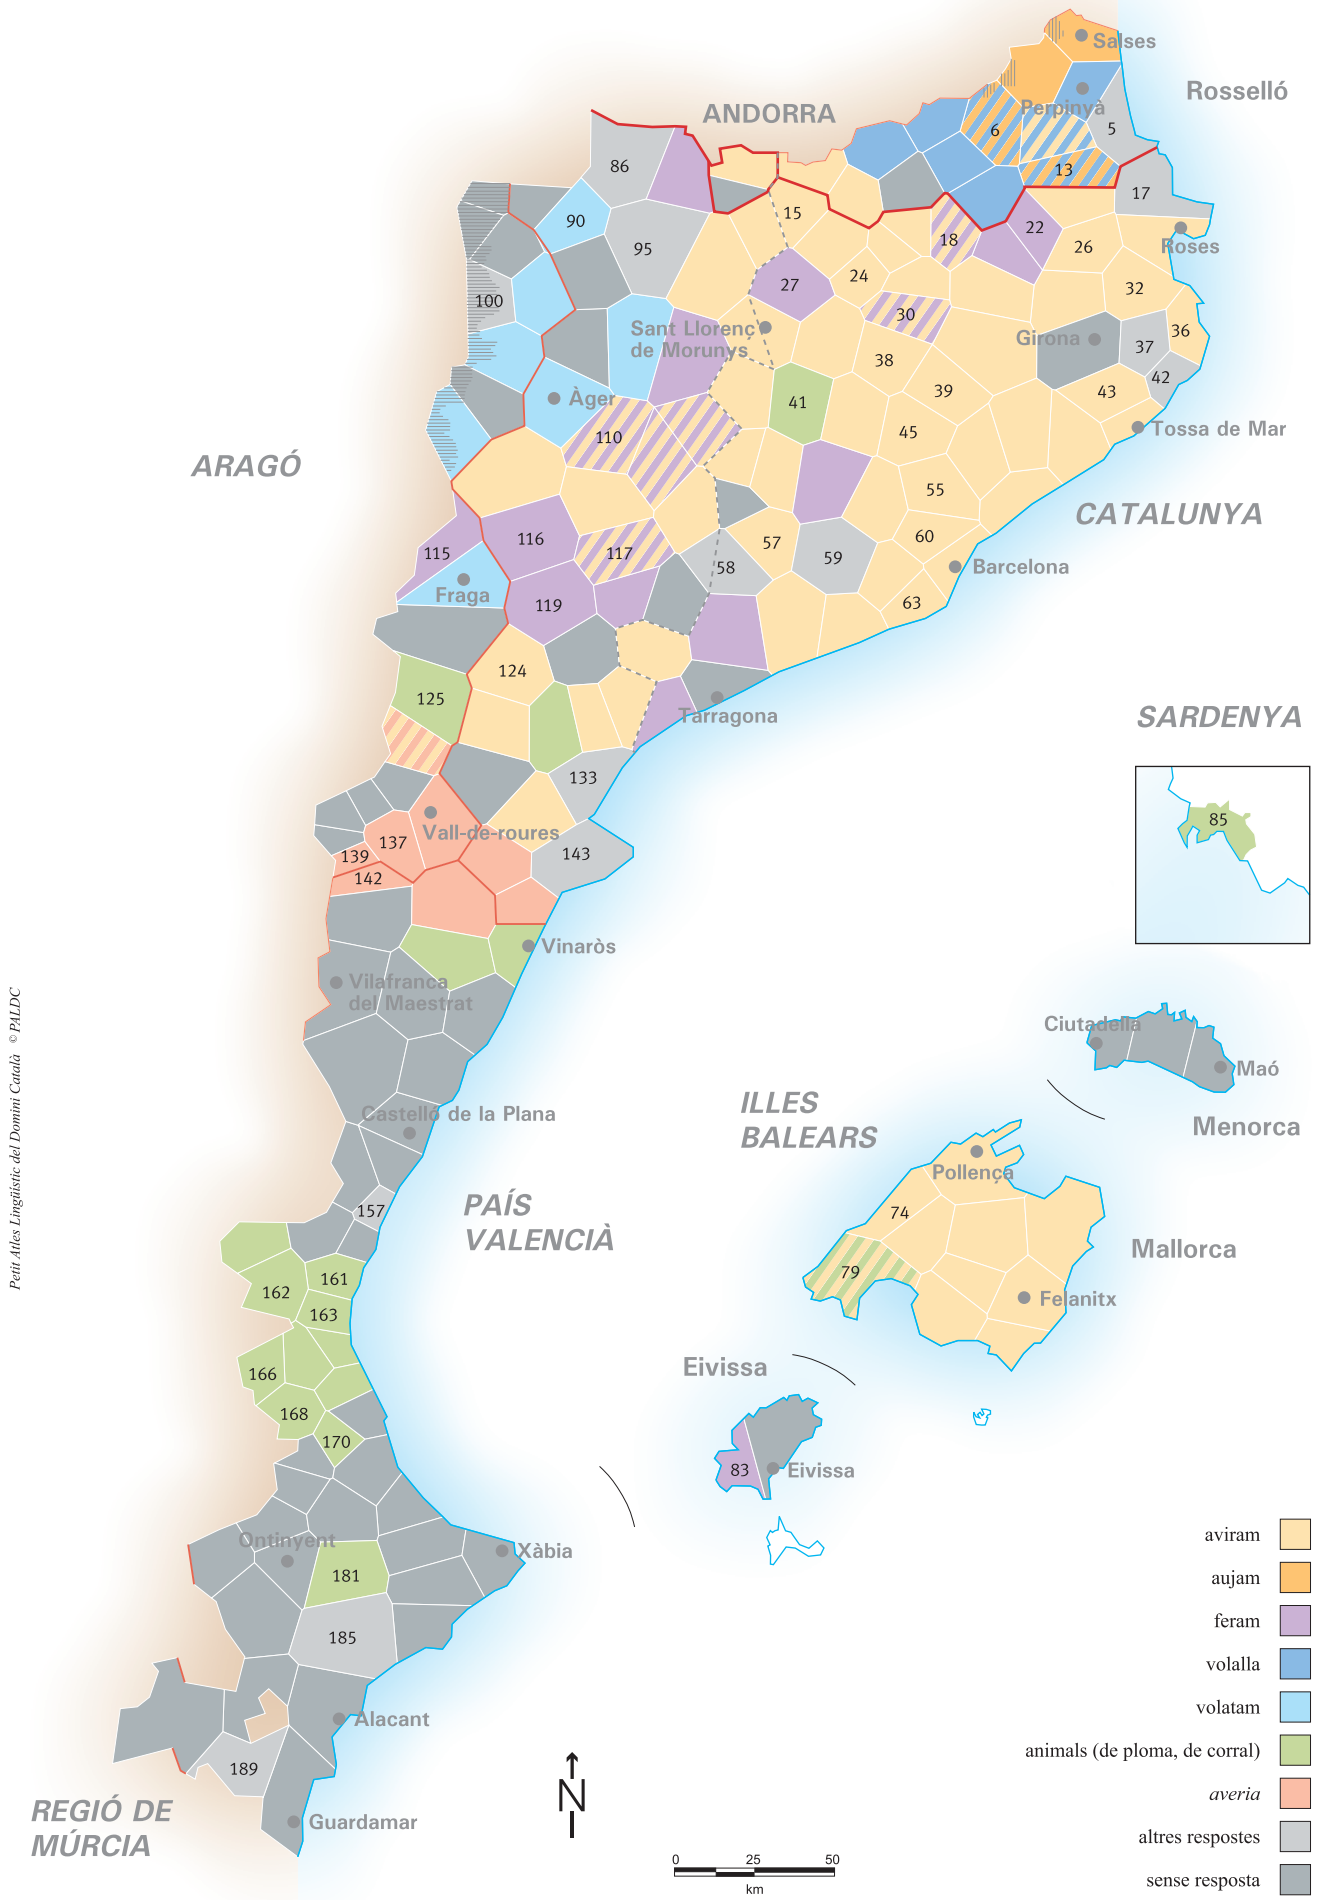 Salses
Rosselló
ANDORRA
Perpinyà
6
5
13
86
17
90
15
22
18
Roses
26
95
24
27
32
100
30
Sant Llorenç
de Morunys
36
Girona
37
38
42
39
43
Àger
41
Tossa de Mar
110
45
ARAGÓ
55
CATALUNYA
116
60
57
115
117
59
58
Barcelona
Fraga
119
63
124
125
Tarragona
SARDENYA
133
85
Vall-de-roures
137
139
143
142
Vinaròs
Vilafranca
del Maestrat
Ciutadella
Maó
Menorca
ILLES
BALEARS
Castelló de la Plana
Pollença
PAÍS
VALENCIÀ
157
74
Mallorca
79
161
162
163
Felanitx
Eivissa
166
168
170
83
Eivissa
Ontinyent
Xàbia
181
185
Alacant
189
REGIÓ DE
MÚRCIA
Guardamar
N
0 25 50
km
aviram
aujam
feram
volalla
volatam
animals (de ploma, de corral)
averia
altres respostes
sense resposta
Petit Atles Lingüístic del Domini Català © PALDC